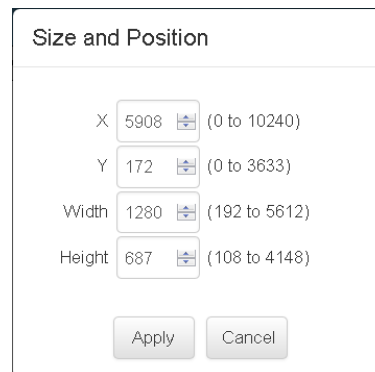 Size and Position
X 5908 (0 to 10240)
Y 172 (0 to 3633)
Width 1280 (192 to 5612)
Height 687 (108 to 4148)
Apply Cancel